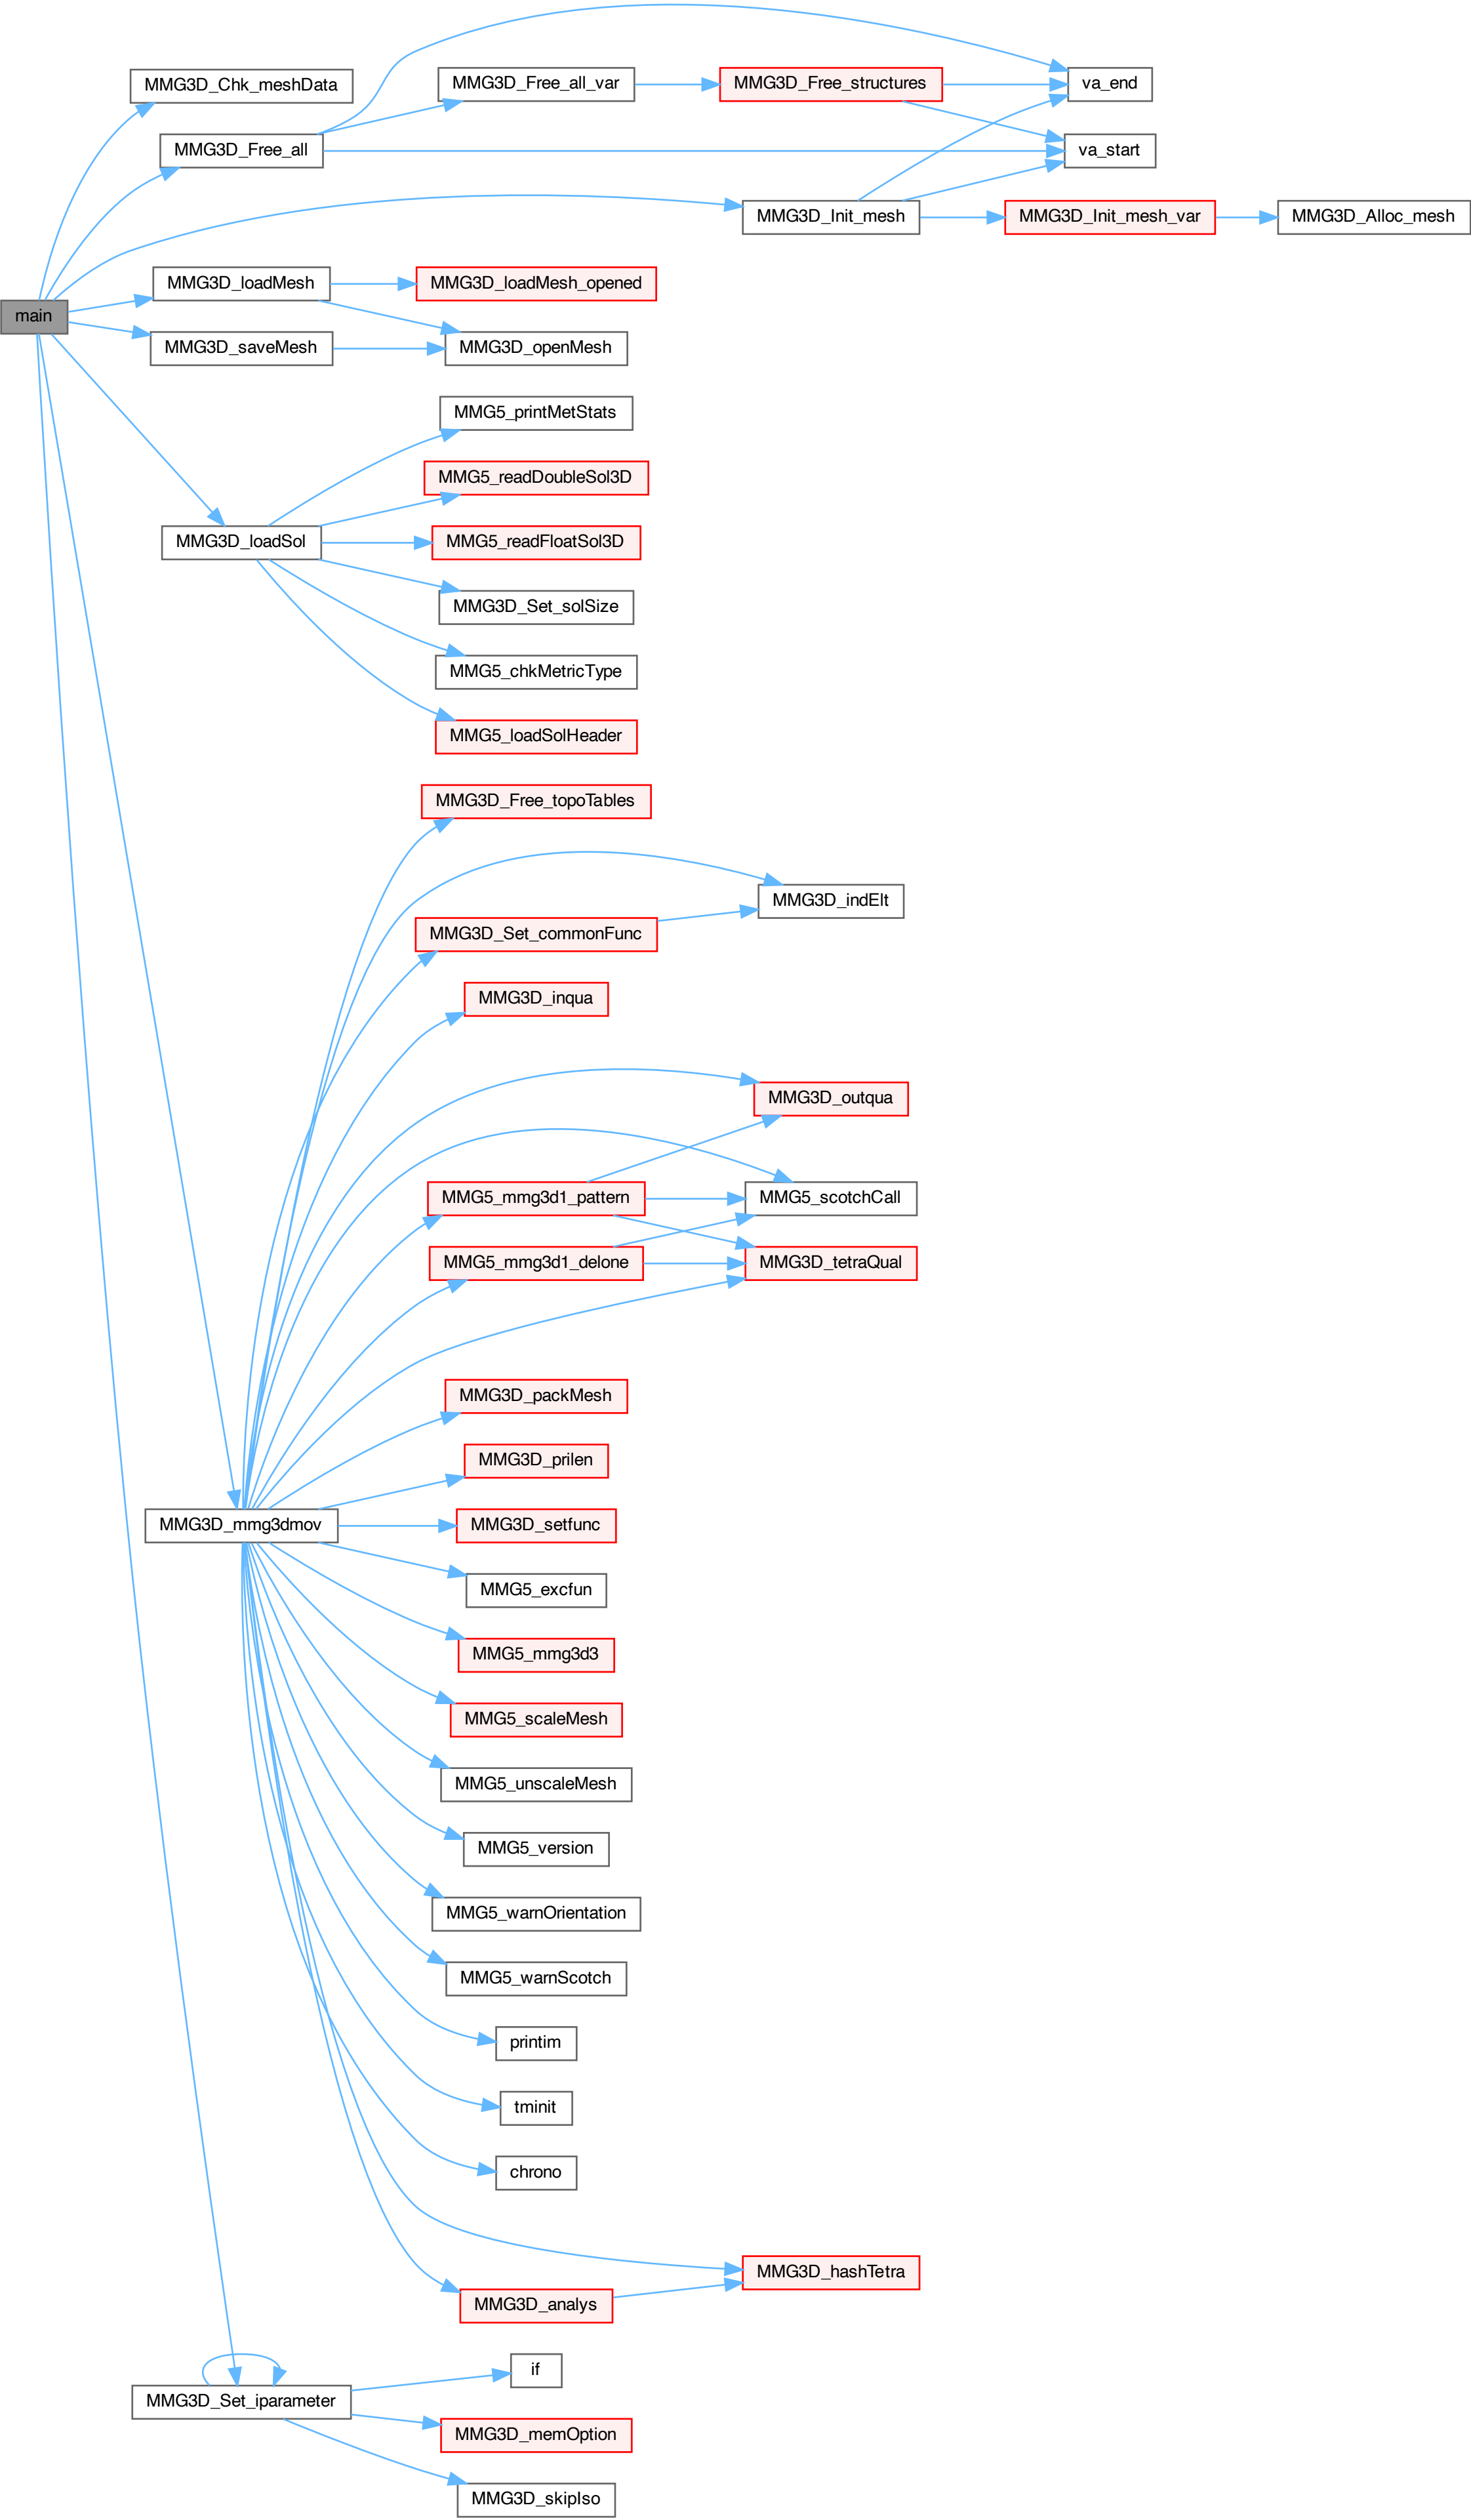 MMG3D_Chk_meshData
MMG3D_Free_all_var
MMG3D_Free_structures
va_end
MMG3D_Free_all
va_start
MMG3D_Init_mesh
MMG3D_Init_mesh_var
MMG3D_Alloc_mesh
MMG3D_loadMesh
MMG3D_loadMesh_opened
main
MMG3D_saveMesh
MMG3D_openMesh
MMG5_printMetStats
MMG5_readDoubleSol3D
MMG3D_loadSol
MMG5_readFloatSol3D
MMG3D_Set_solSize
MMG5_chkMetricType
MMG5_loadSolHeader
MMG3D_Free_topoTables
MMG3D_indElt
MMG3D_Set_commonFunc
MMG3D_inqua
MMG3D_outqua
MMG5_mmg3d1_pattern
MMG5_scotchCall
MMG5_mmg3d1_delone
MMG3D_tetraQual
MMG3D_packMesh
MMG3D_prilen
MMG3D_mmg3dmov
MMG3D_setfunc
MMG5_excfun
MMG5_mmg3d3
MMG5_scaleMesh
MMG5_unscaleMesh
MMG5_version
MMG5_warnOrientation
MMG5_warnScotch
printim
tminit
chrono
MMG3D_hashTetra
MMG3D_analys
if
MMG3D_Set_iparameter
MMG3D_memOption
MMG3D_skipIso